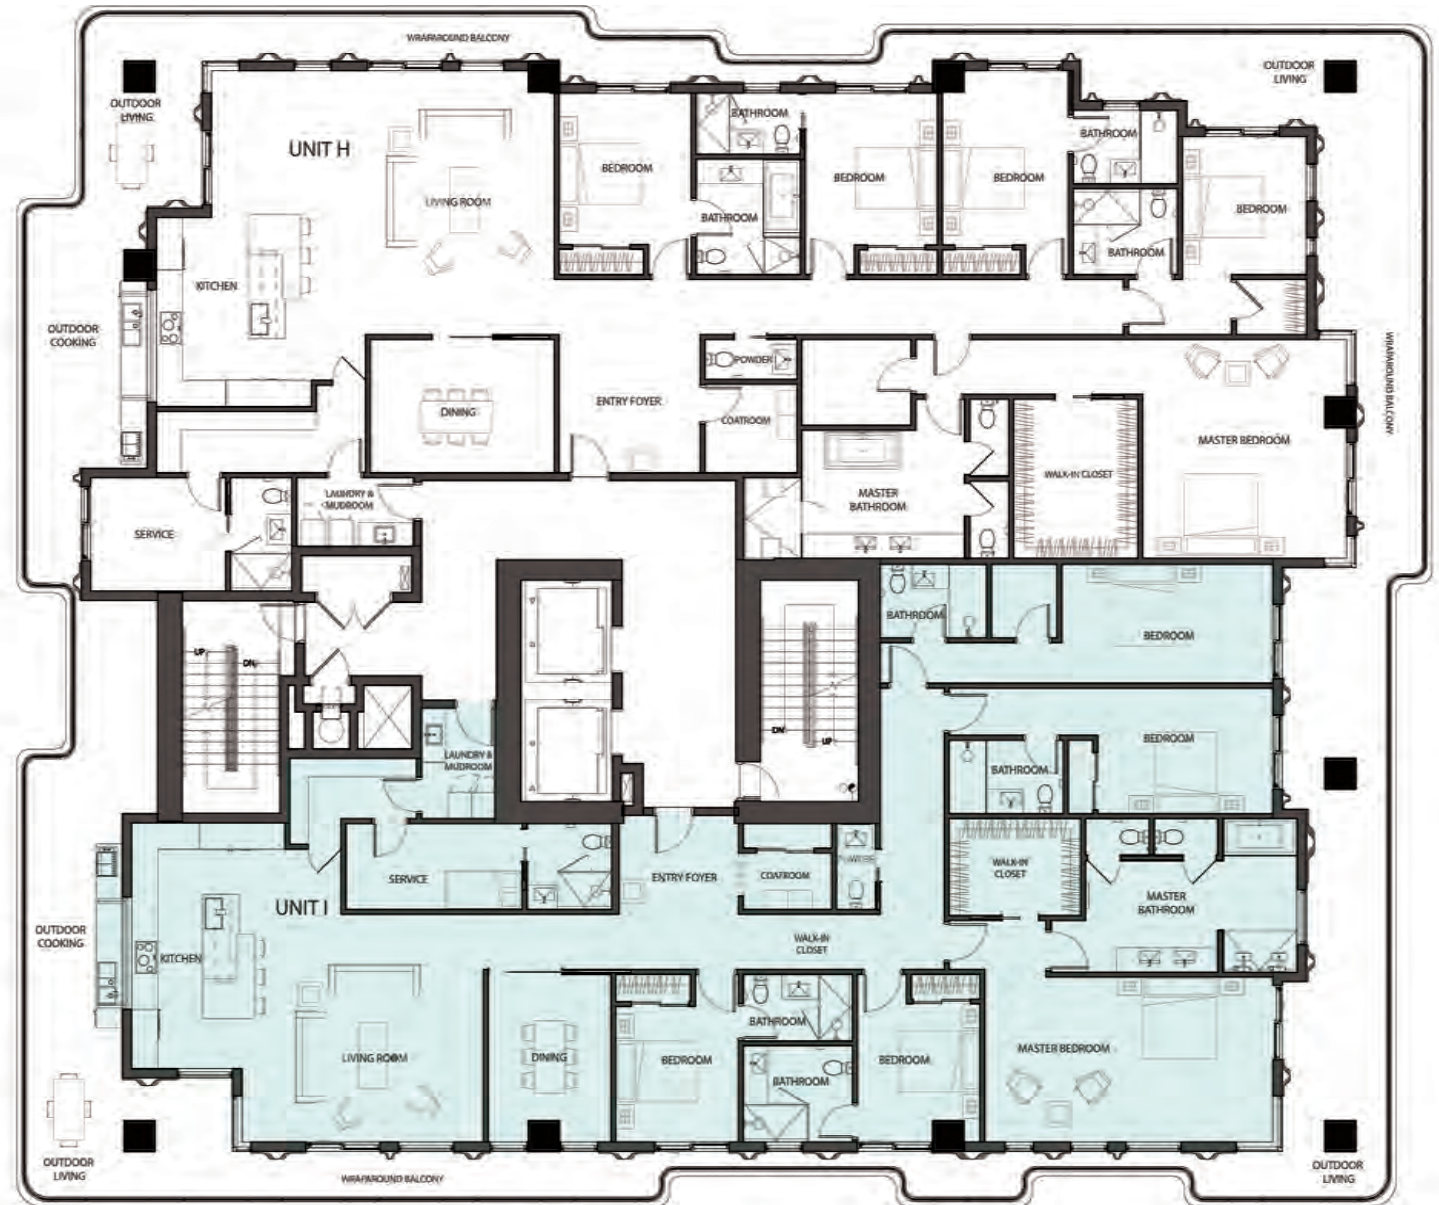 WRAPAROUND BALCONY
OUTDOOR
LIVING
OUTDOOR
LIVING
UNIT H
LIVING ROOM
BEDROOM
BATHROOM
BATHROOM
BEDROOM
BEDROOM
BATHROOM
BATHROOM
BEDROOM
KITCHEN
OUTDOOR
COOKING
DINING
ENTRY FOYER
POWDER
COATROOM
WRAPAROUND BALCONY
MASTER BEDROOM
WALK-IN CLOSET
MASTER
BATHROOM
LAUNDRY &
MUDROOM
SERVICE
UP
DN
DN
UP
BATHROOM
BEDROOM
BEDROOM
BATHROOM
LAUNDRY &
MUDROOM
SERVICE
ENTRY FOYER
COATROOM
WALK-IN
CLOSET
MASTER
BATHROOM
UNIT I
OUTDOOR
COOKING
KITCHEN
WALK-IN
CLOSET
LIVING ROOM
DINING
BEDROOM
BATHROOM
BATHROOM
BEDROOM
MASTER BEDROOM
OUTDOOR
LIVING
WRAPAROUND BALCONY
OUTDOOR
LIVING